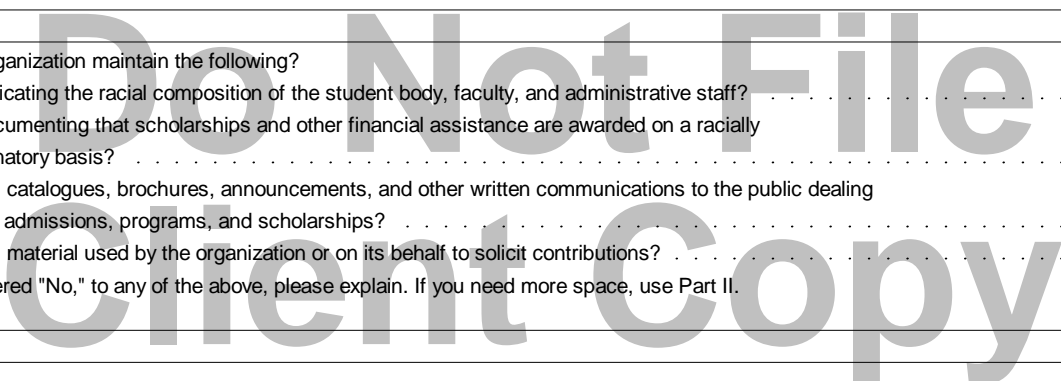 Do Not File
ganization maintain the following?
icating the racial composition of the student body, faculty, and administrative staff? . . . . . . . . . . . . . . . .
cumenting that scholarships and other financial assistance are awarded on a racially
natory basis? . . . . . . . . . . . . . . . . . . . . . . . . . . . . . . . . . . . . . . . . . . . . . . . . .
catalogues, brochures, announcements, and other written communications to the public dealing
admissions, programs, and scholarships? . . . . . . . . . . . . . . . . . . . . . . . . . . . . . . . . . . .
material used by the organization or on its behalf to solicit contributions? . . . . . . . . . . . . . . . . . . . . .
ered "No," to any of the above, please explain. If you need more space, use Part II.
Client Copy